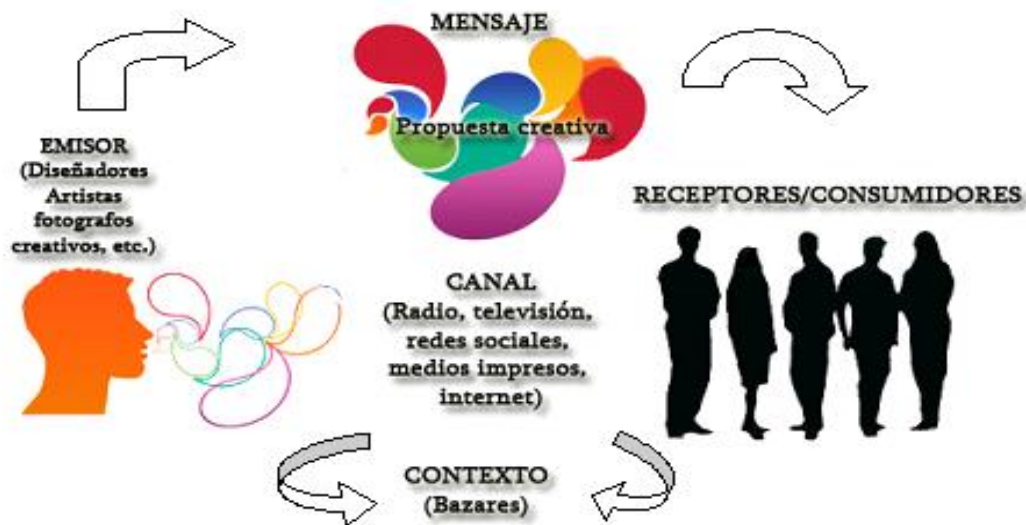 MENSAJE
Propuesta creativa
EMISOR
(Diseñadores
Artistas
fotografos
creativos, etc.)
RECEPTORES/CONSUMIDORES
CANAL
(Radio, televisión,
redes sociales,
medios impresos,
internet)
CONTEXTO
(Bazares)